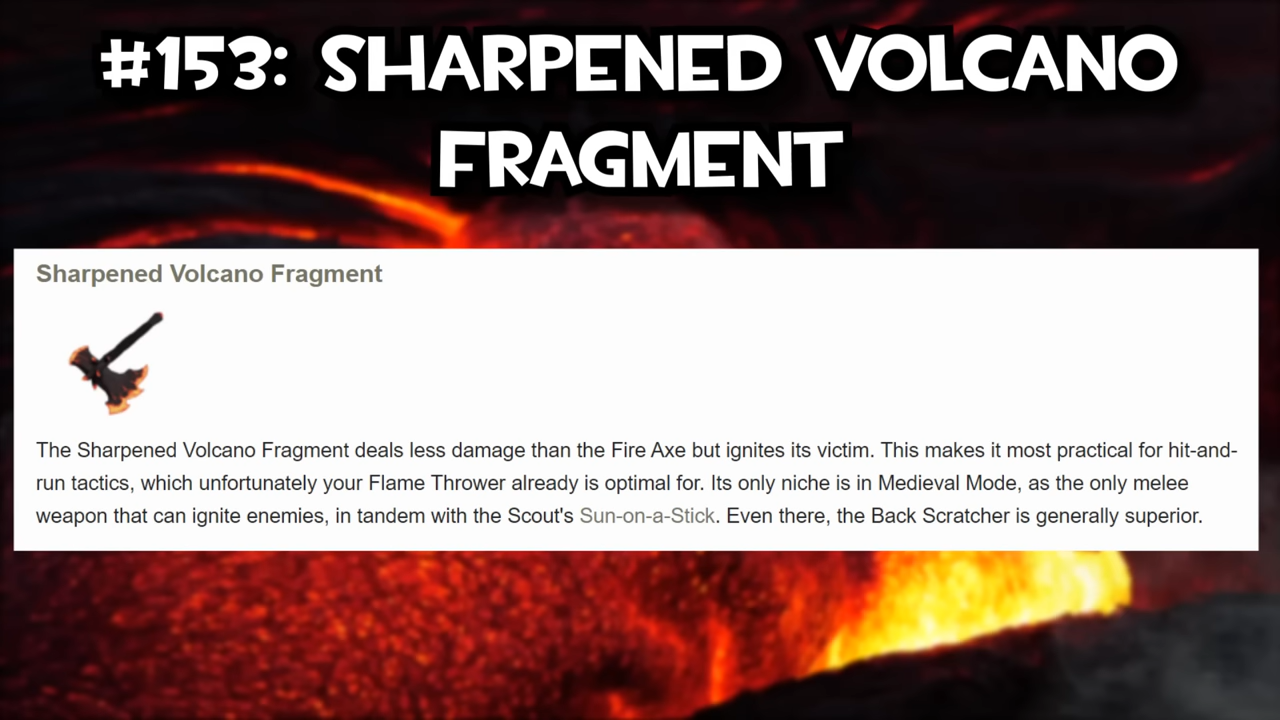 #153: SHARPENED VOLCANO
FRAGMENT
Sharpened Volcano Fragment
The Sharpened Volcano Fragment deals less damage than the Fire Axe but ignites its victim. This makes it most practical for hit-and-
run tactics, which unfortunately your Flame Thrower already is optimal for. Its only niche is in Medieval Mode, as the only melee
weapon that can ignite enemies, in tandem with the Scout's Sun-on-a-Stick. Even there, the Back Scratcher is generally superior.